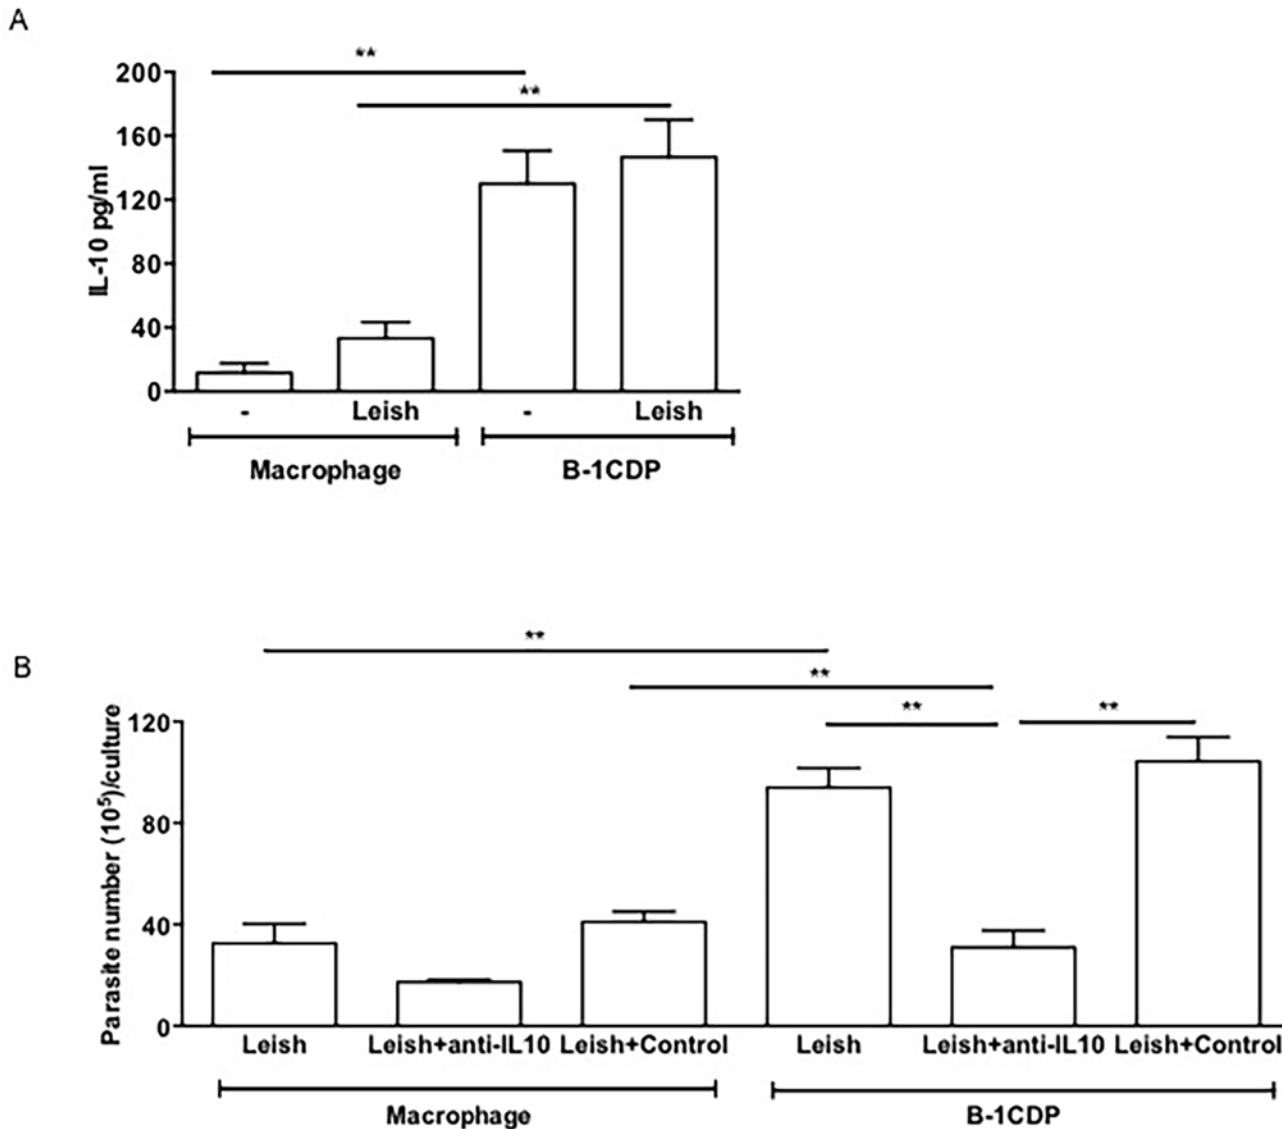 A
**
**
200
160
120
80
40
0
IL-10 pg/ml
- Leish - Leish
Macrophage B-1CDP
B
**
**
** **
120
80
40
0
Parasite number (10⁵)/culture
Leish Leish+anti-IL10 Leish+Control Leish Leish+anti-IL10 Leish+Control
Macrophage B-1CDP